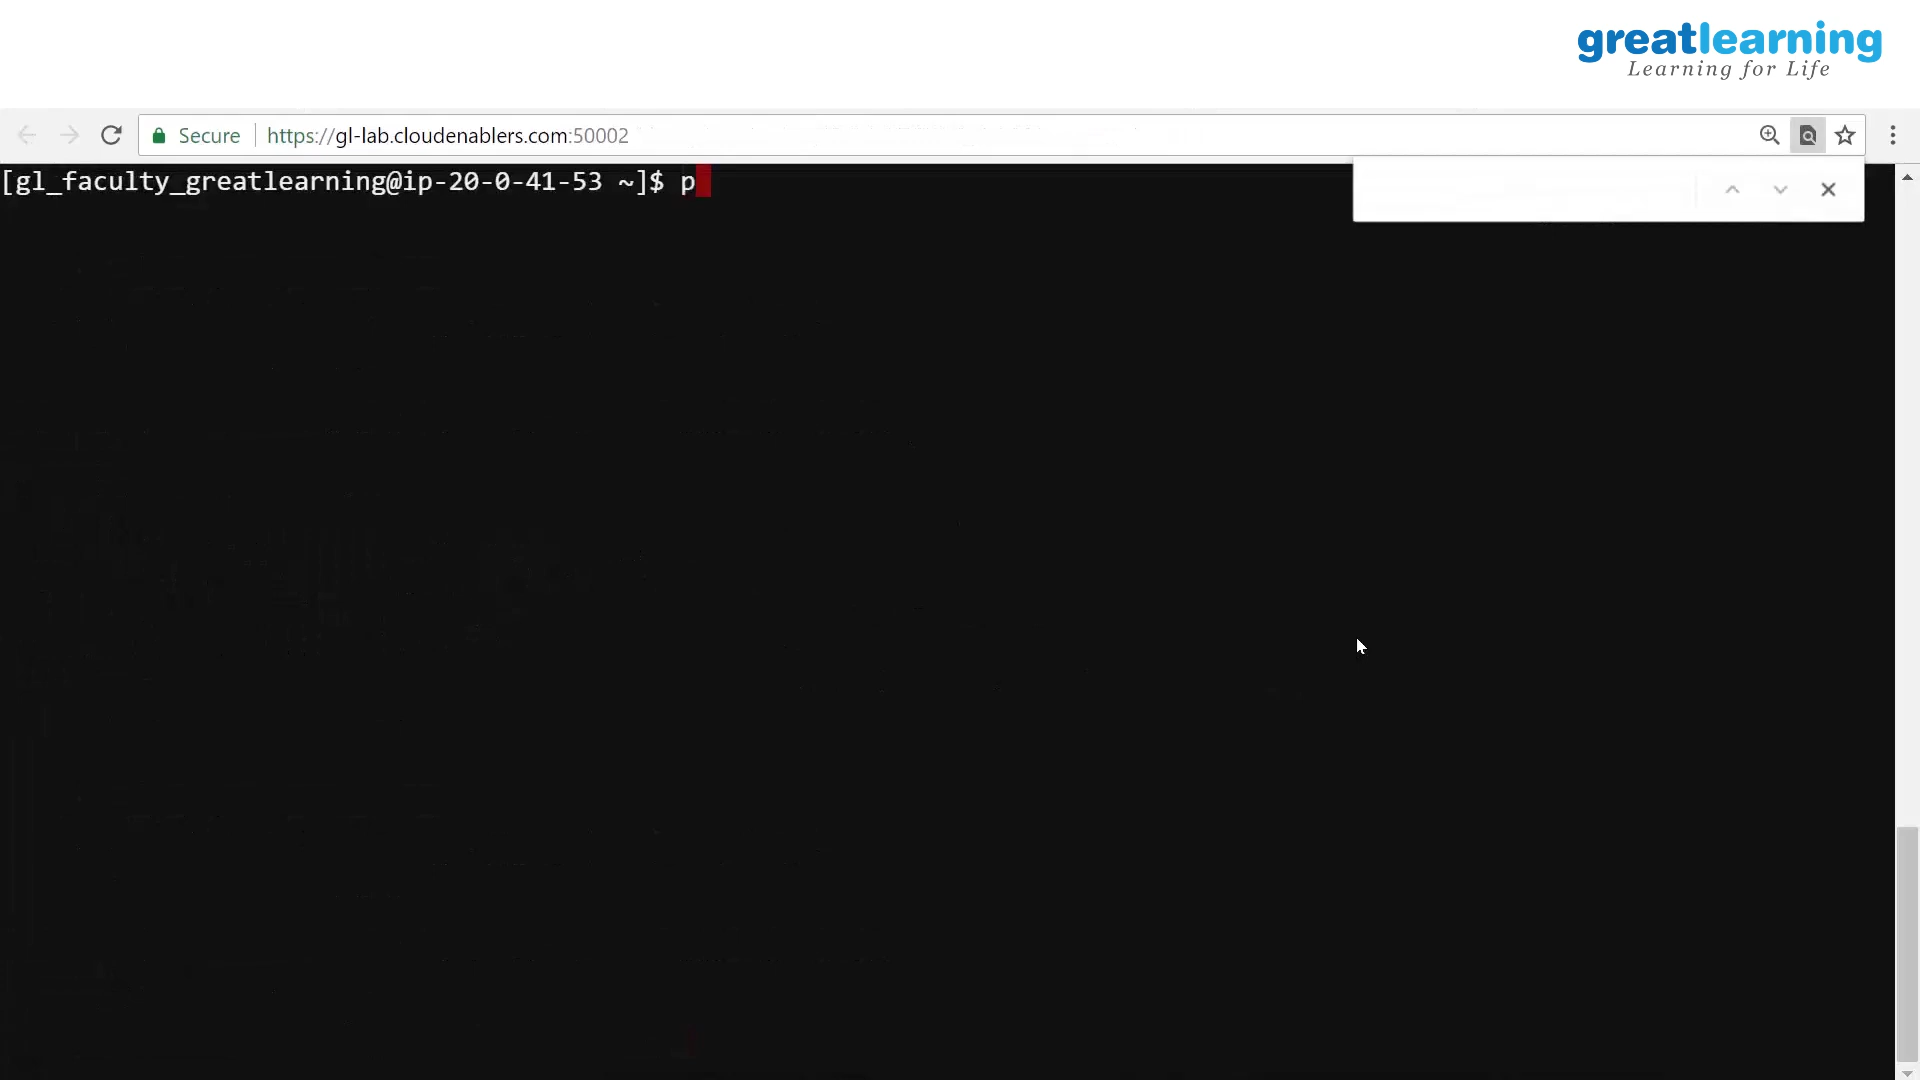 greatlearning
Learning for Life
Secure https://gl-lab.cloudenablers.com:50002
[gl_faculty_greatlearning@ip-20-0-41-53 ~]$ p